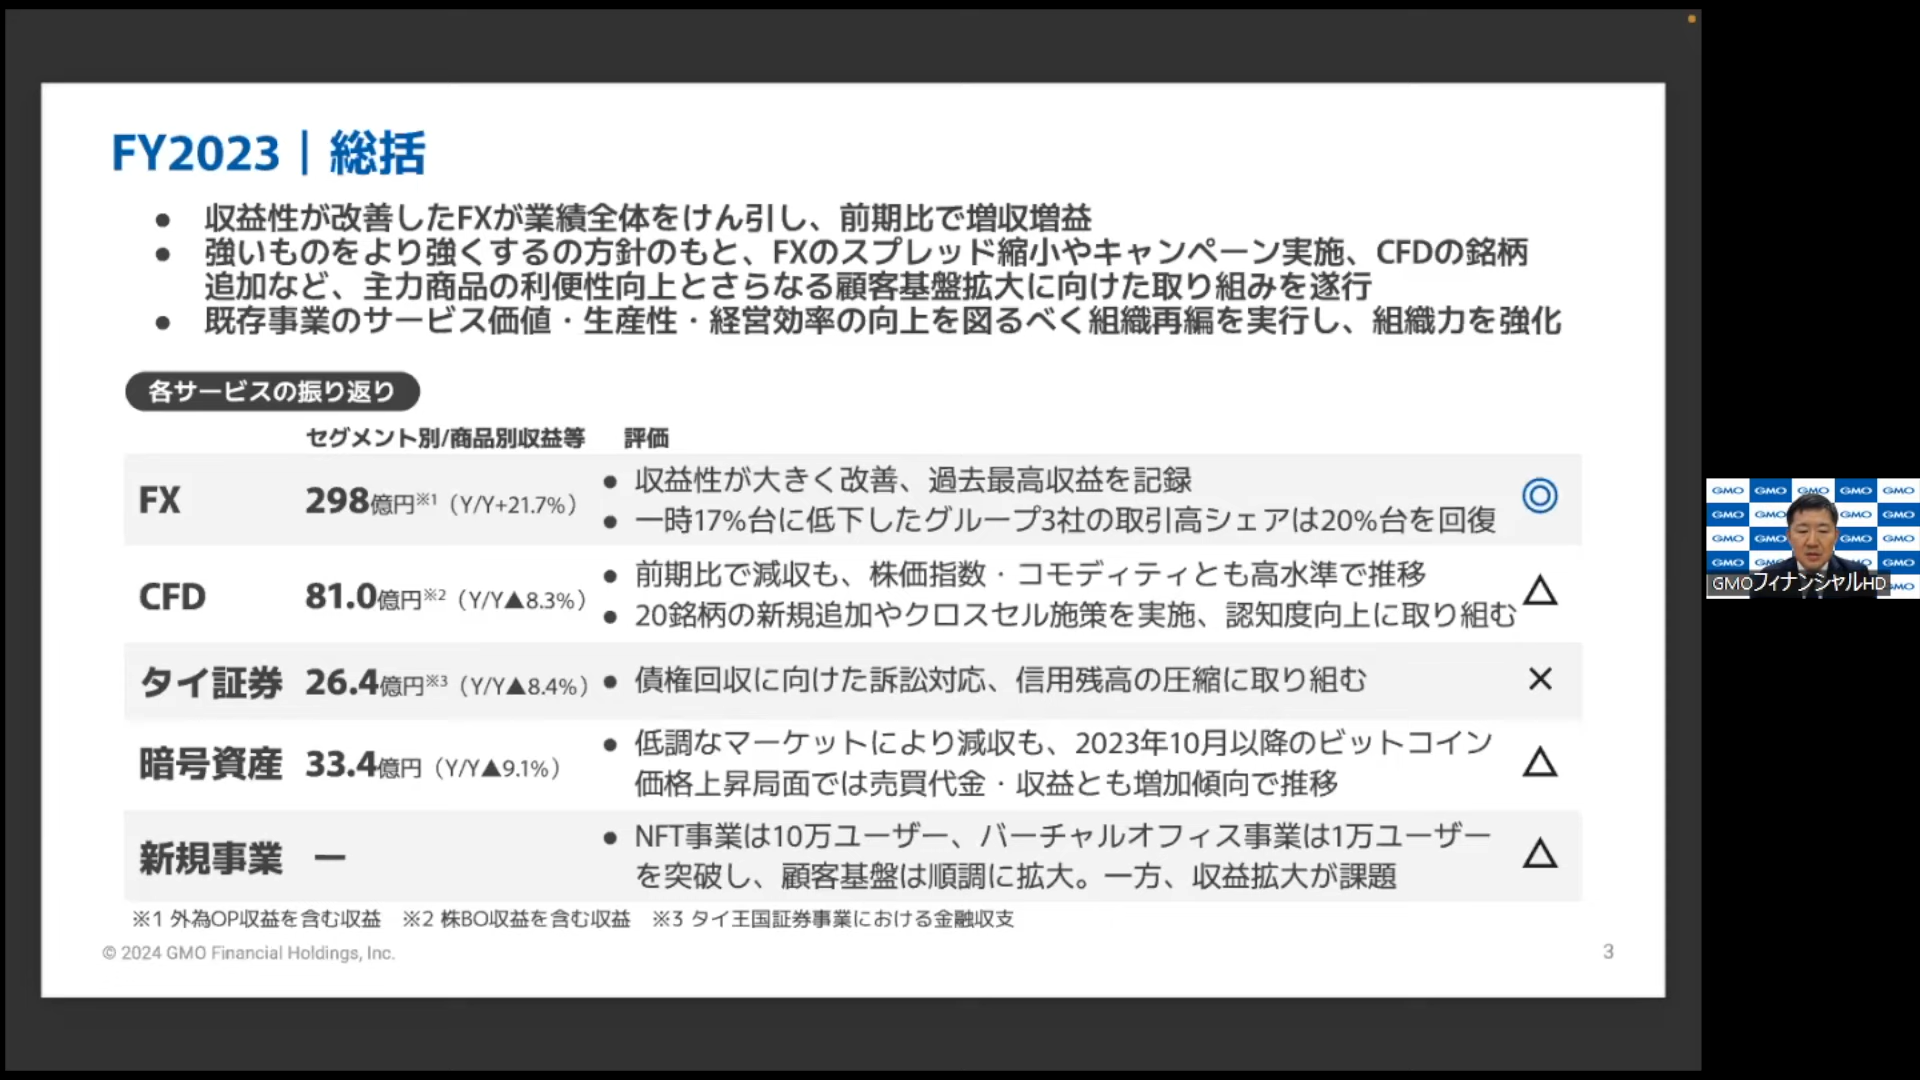 FY2023｜総括
● 収益性が改善したFXが業績全体をけん引し、前期比で増収増益
● 強いものをより強くするの方針のもと、FXのスプレッド縮小やキャンペーン実施、CFDの銘柄
追加など、主力商品の利便性向上とさらなる顧客基盤拡大に向けた取り組みを遂行
● 既存事業のサービス価値・生産性・経営効率の向上を図るべく組織再編を実行し、組織力を強化
各サービスの振り返り
セグメント別/商品別収益等 評価
FX 298億円※1（Y/Y+21.7%）
● 収益性が大きく改善、過去最高収益を記録
● 一時17%台に低下したグループ3社の取引高シェアは20%台を回復
◎
CFD 81.0億円※2（Y/Y▲8.3%）
● 前期比で減収も、株価指数・コモディティとも高水準で推移
● 20銘柄の新規追加やクロスセル施策を実施、認知度向上に取り組む
△
タイ証券 26.4億円※3（Y/Y▲8.4%）
● 債権回収に向けた訴訟対応、信用残高の圧縮に取り組む
×
暗号資産 33.4億円（Y/Y▲9.1%）
● 低調なマーケットにより減収も、2023年10月以降のビットコイン
価格上昇局面では売買代金・収益とも増加傾向で推移
△
新規事業 ー
● NFT事業は10万ユーザー、バーチャルオフィス事業は1万ユーザー
を突破し、顧客基盤は順調に拡大。一方、収益拡大が課題
△
※1 外為OP収益を含む収益 ※2 株BO収益を含む収益 ※3 タイ王国証券事業における金融収支
© 2024 GMO Financial Holdings, Inc.
3
GMO GMO GMO GMO GMO
GMO GMO GMO GMO
GMO GMO GMO GMO
GMO GMO GMO GMO
GMOフィナンシャルHD GMO